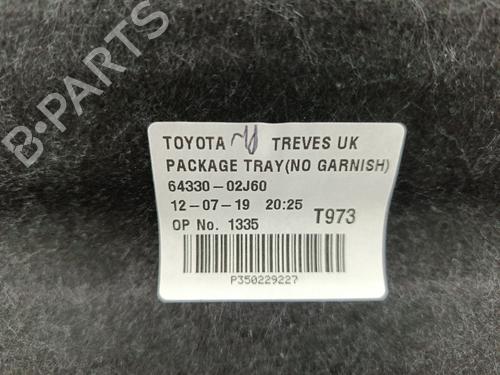 B-PARTS
TOYOTA TREVES UK
PACKAGE TRAY(NO GARNISH)
64330-02J60
12-07-19 20:25
OP No. 1335 T973
P350229227